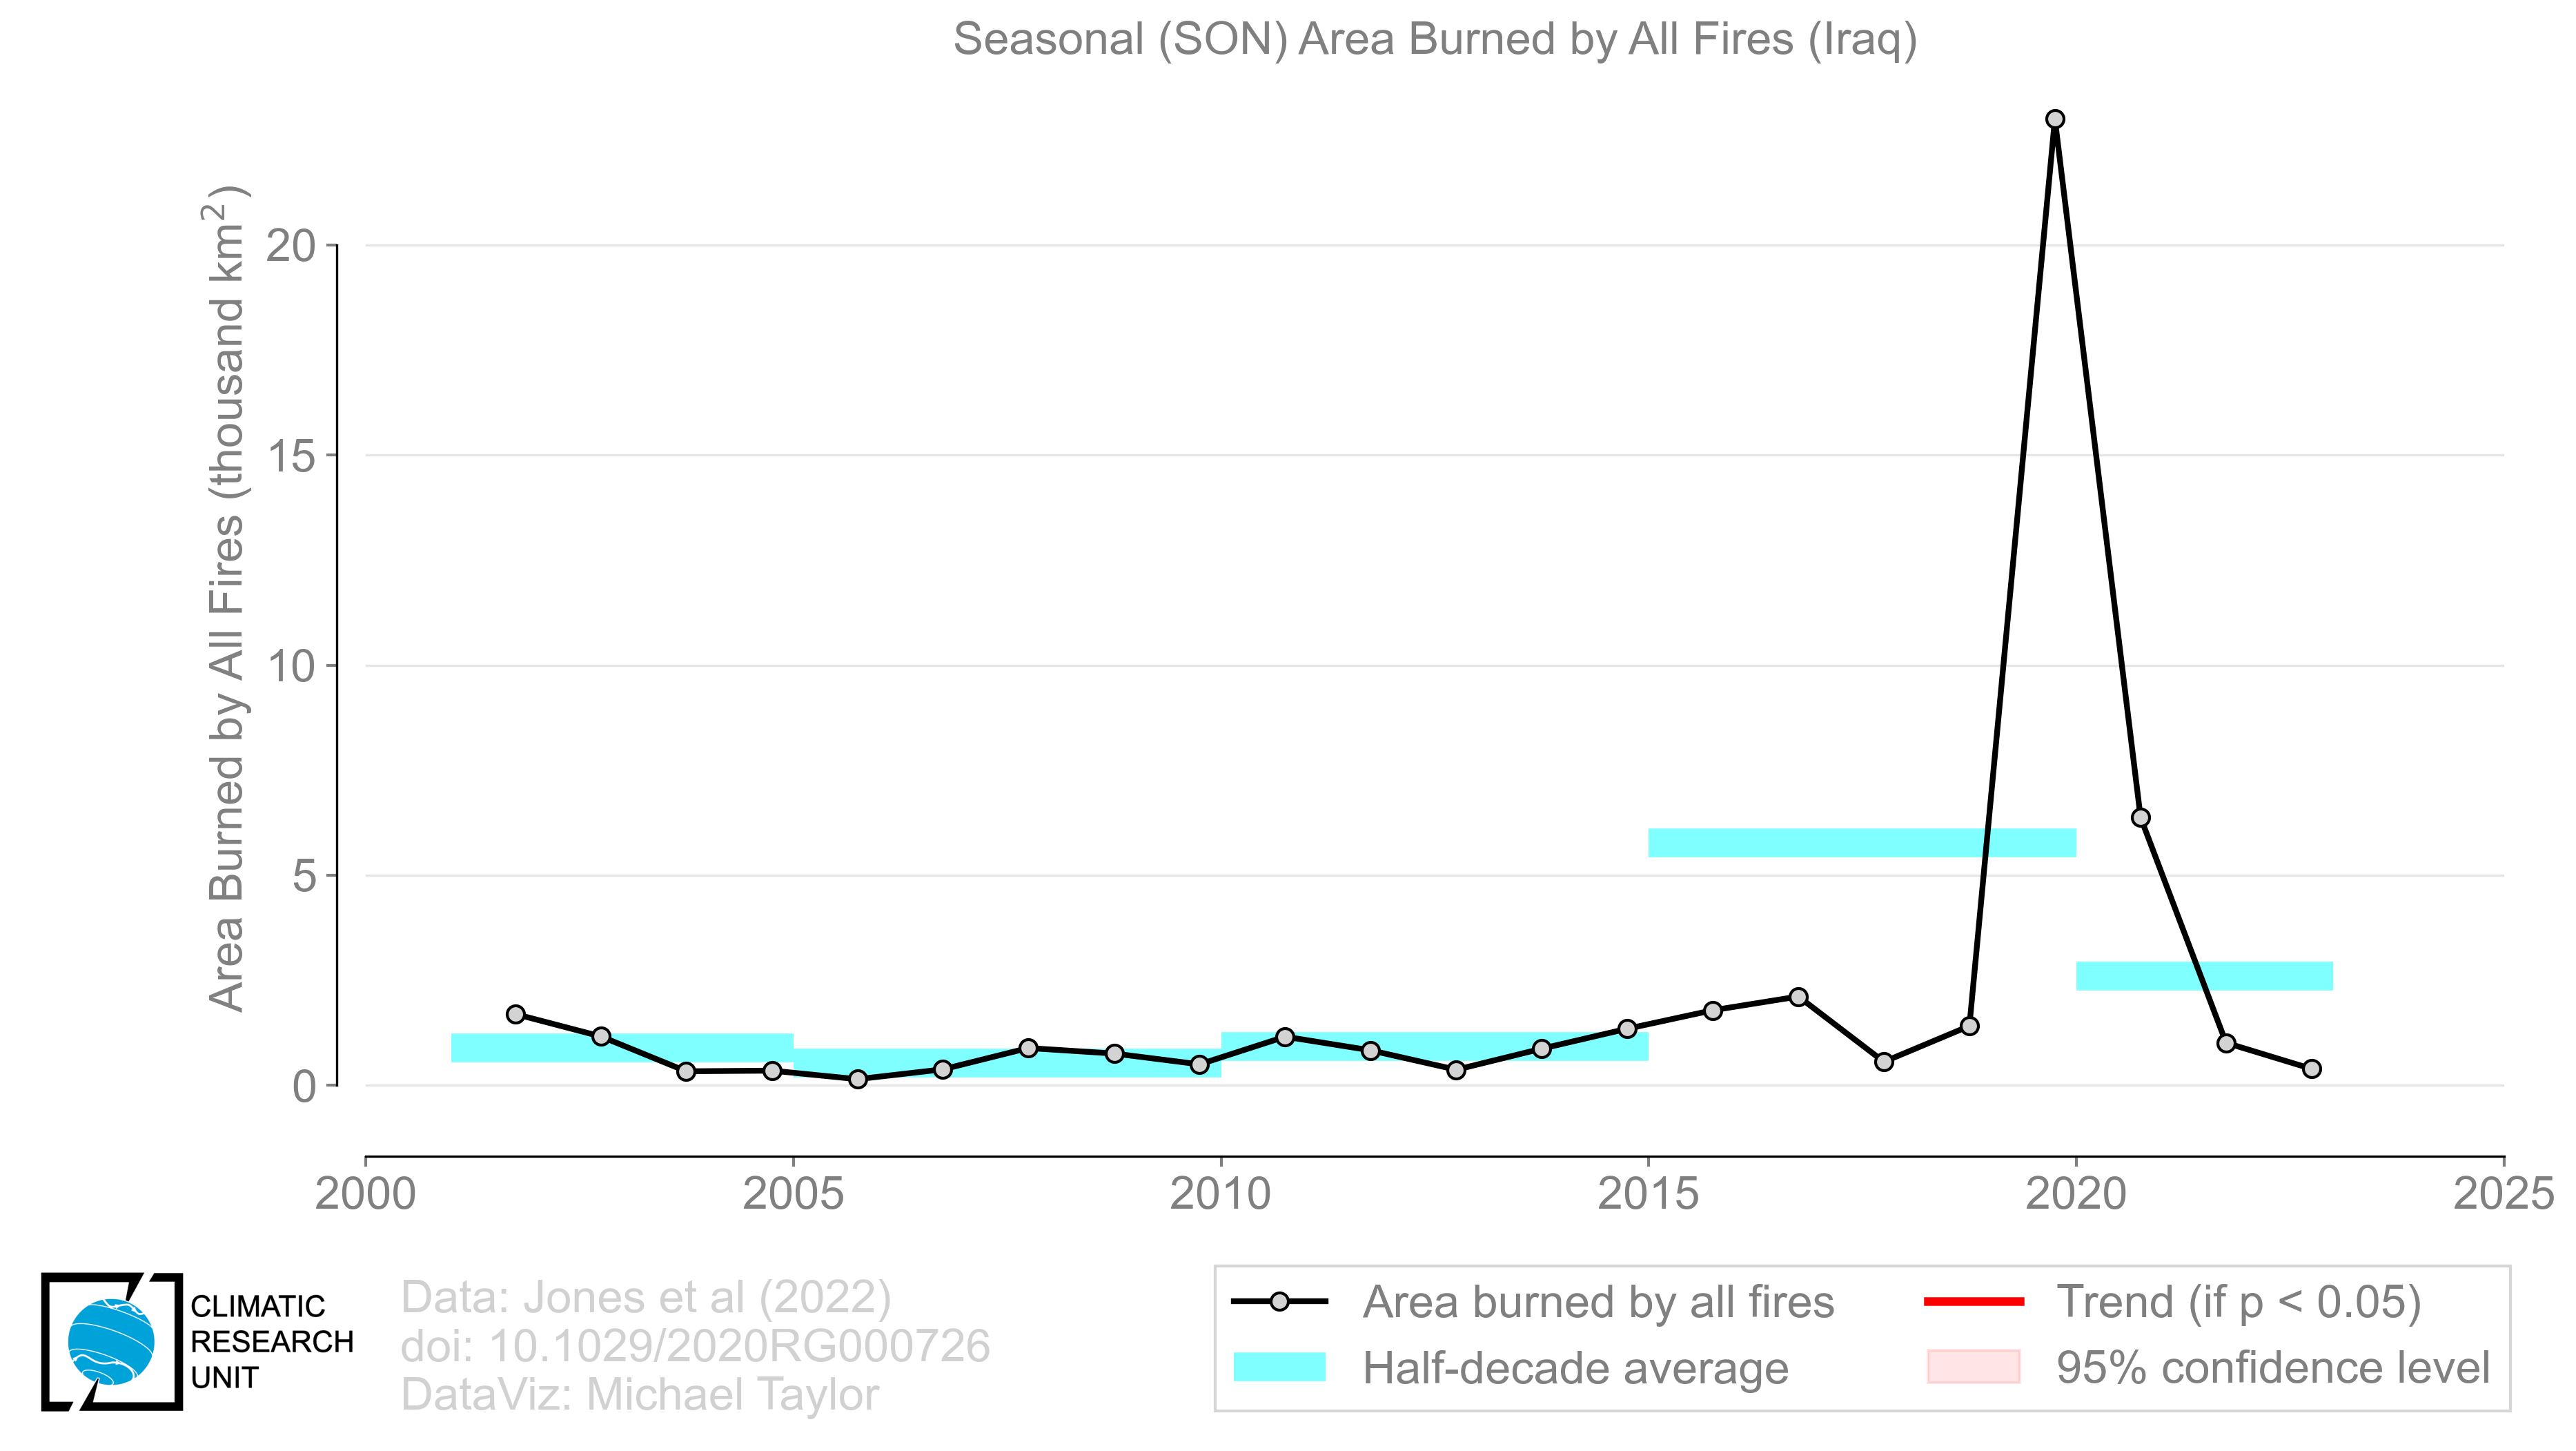 Seasonal (SON) Area Burned by All Fires (Iraq)
Area Burned by All Fires (thousand km²)
20
15
10
5
0
2000 2005 2010 2015 2020 2025
CLIMATIC
RESEARCH
UNIT
Data: Jones et al (2022)
doi: 10.1029/2020RG000726
DataViz: Michael Taylor
Area burned by all fires
Half-decade average
Trend (if p < 0.05)
95% confidence level